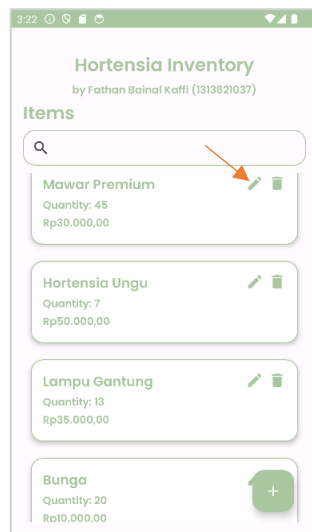 3:22
Hortensia Inventory
by Fathan Bainal Kaffi (1313621037)
Items
Mawar Premium
Quantity: 45
Rp30.000,00
Hortensia Ungu
Quantity: 7
Rp50.000,00
Lampu Gantung
Quantity: 13
Rp35.000,00
Bunga
Quantity: 20
Rp10.000,00